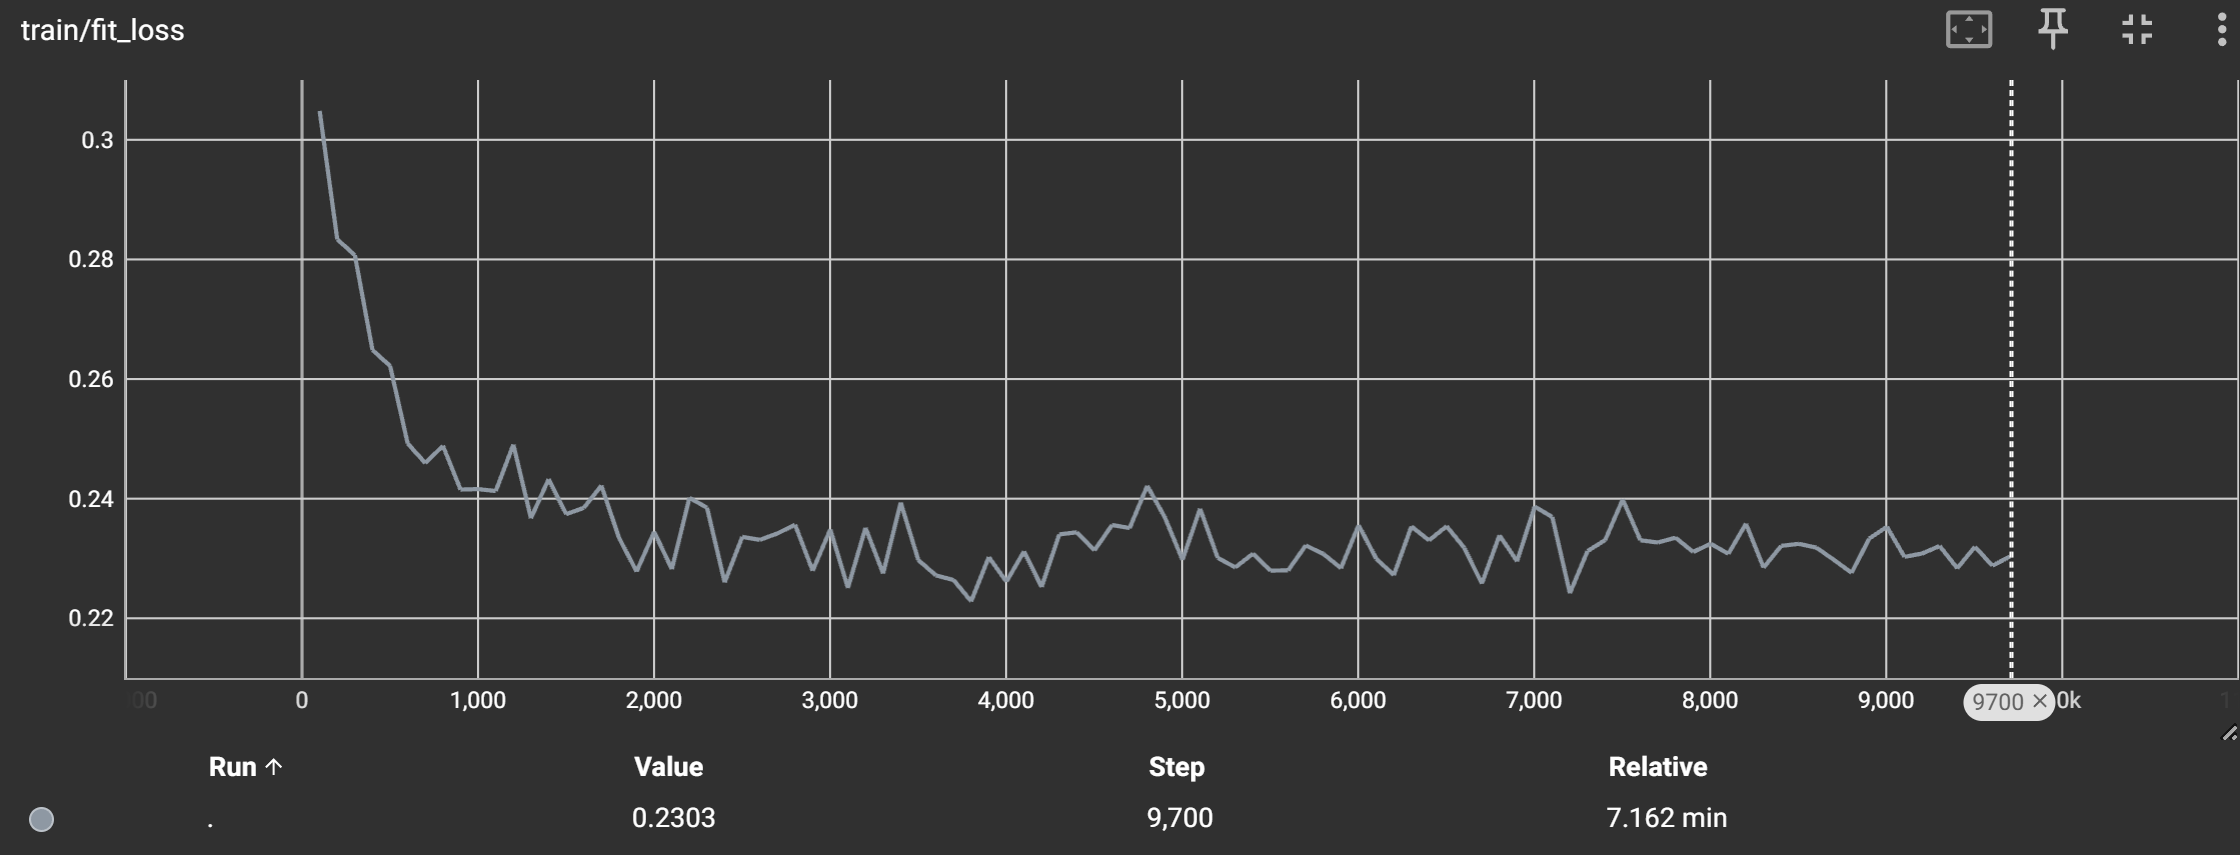 train/fit_loss
0.3
0.28
0.26
0.24
0.22
00 0 1,000 2,000 3,000 4,000 5,000 6,000 7,000 8,000 9,000 9700 × 0k 1
Run ↑ Value Step Relative
. 0.2303 9,700 7.162 min